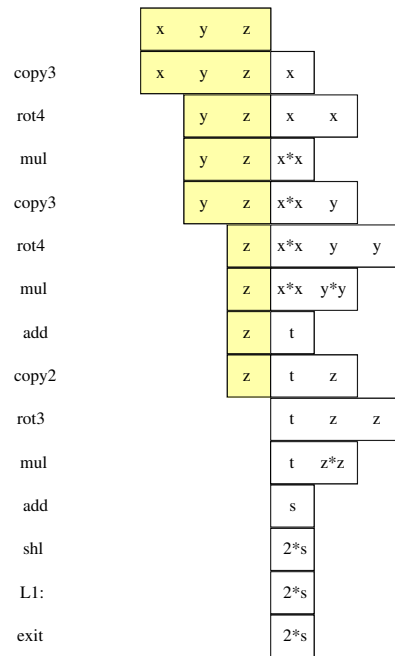 x y z
copy3 x y z x
rot4 y z x x
mul y z x*x
copy3 y z x*x y
rot4 z x*x y y
mul z x*x y*y
add z t
copy2 z t z
rot3 t z z
mul t z*z
add s
shl 2*s
L1: 2*s
exit 2*s